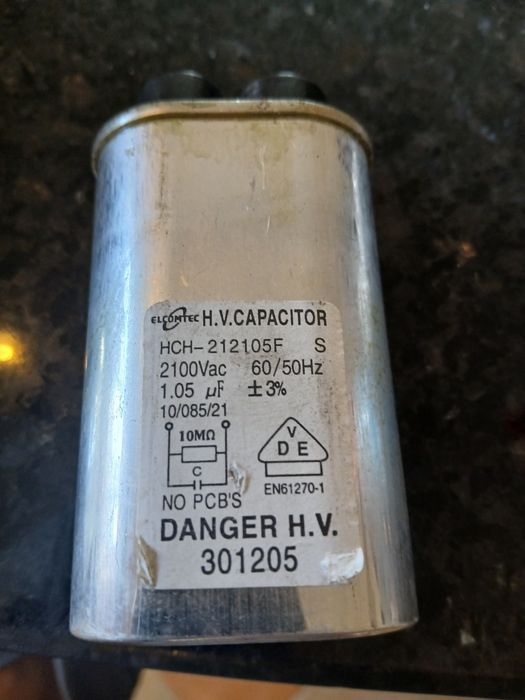 ELCOMTEC H.V.CAPACITOR
HCH-212105F S
2100Vac 60/50Hz
1.05 µF ±3%
10/085/21
10MΩ
C
V
D E
EN61270-1
NO PCB'S
DANGER H.V.
301205